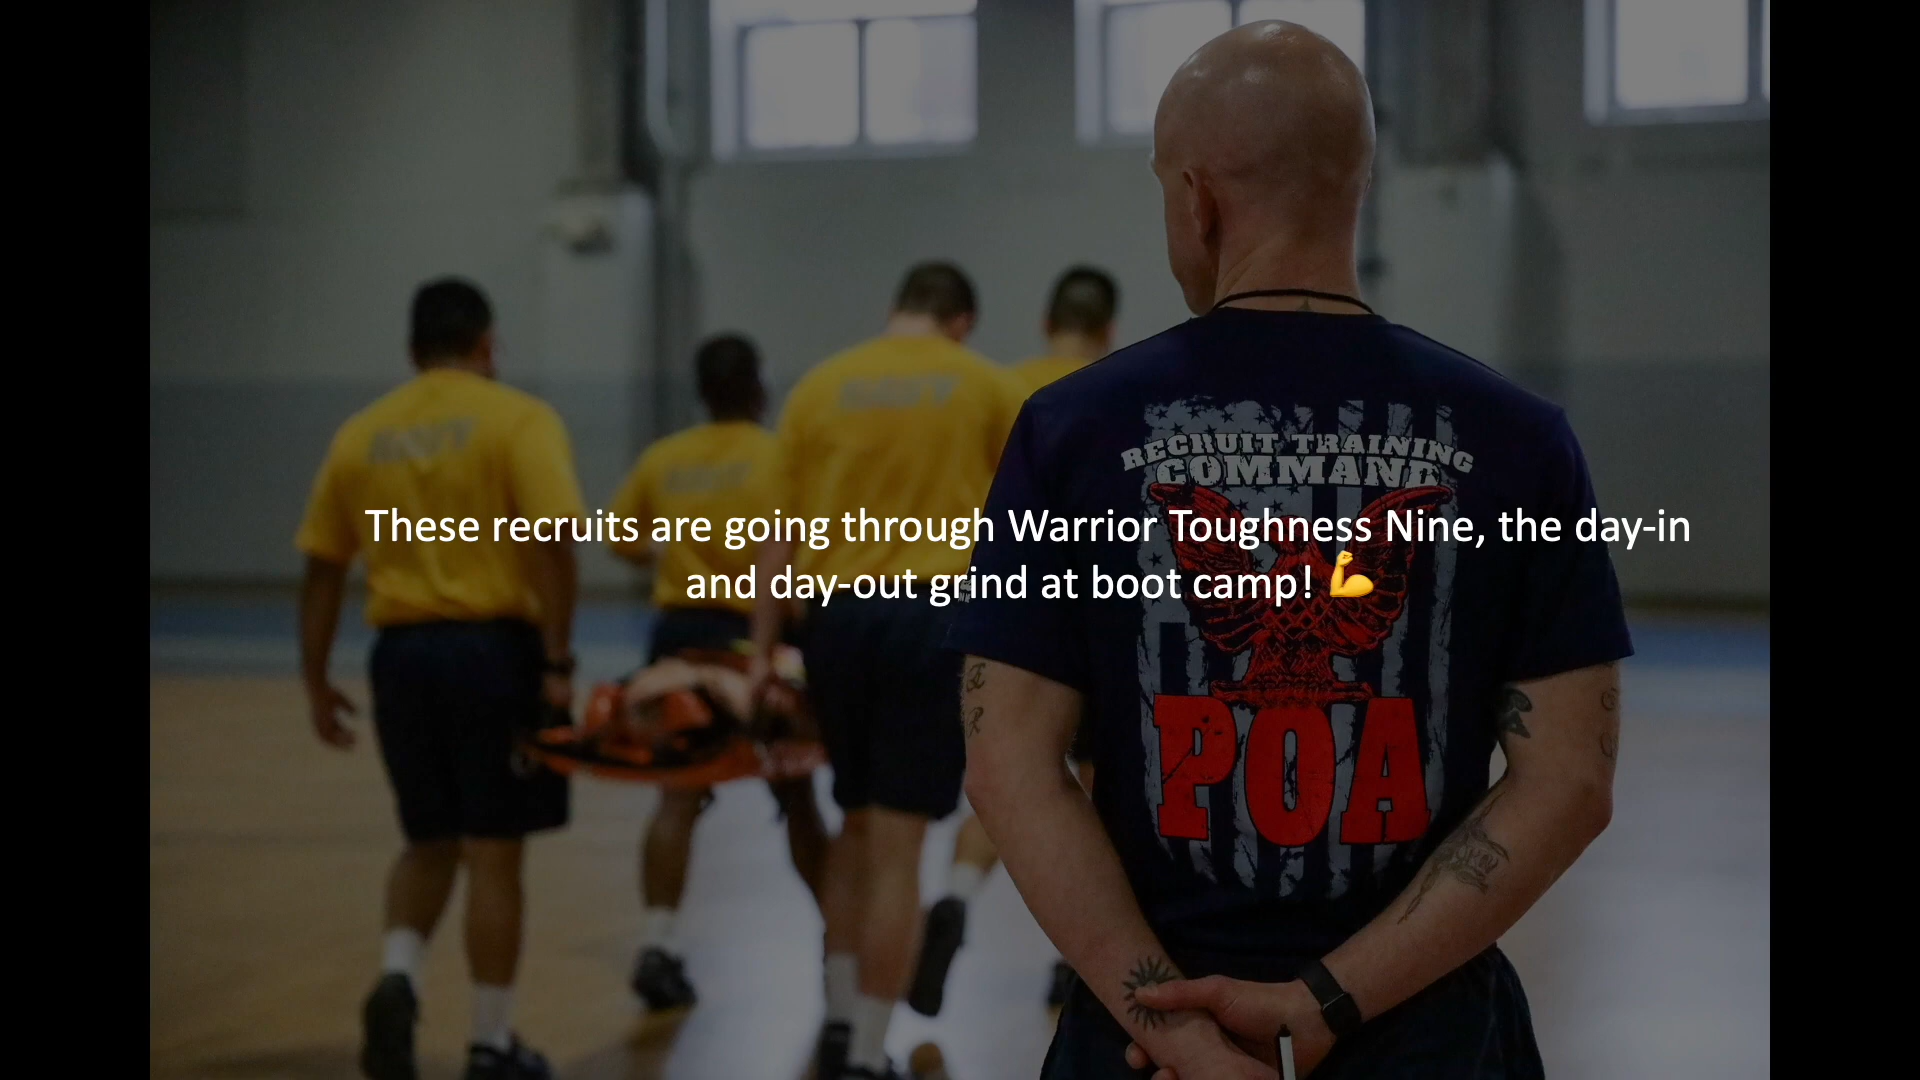 RECRUIT TRAINING
COMMAND
These recruits are going through Warrior Toughness Nine, the day-in
and day-out grind at boot camp! 💪
POA